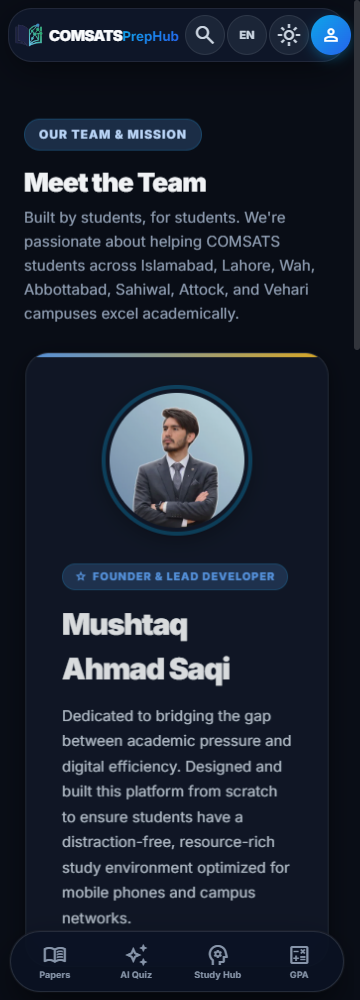 COMSATSPrepHub
EN
OUR TEAM & MISSION
Meet the Team
Built by students, for students. We're
passionate about helping COMSATS
students across Islamabad, Lahore, Wah,
Abbottabad, Sahiwal, Attock, and Vehari
campuses excel academically.
FOUNDER & LEAD DEVELOPER
Mushtaq
Ahmad Saqi
Dedicated to bridging the gap
between academic pressure and
digital efficiency. Designed and
built this platform from scratch
to ensure students have a
distraction-free, resource-rich
study environment optimized for
mobile phones and campus
networks.
Papers
AI Quiz
Study Hub
GPA